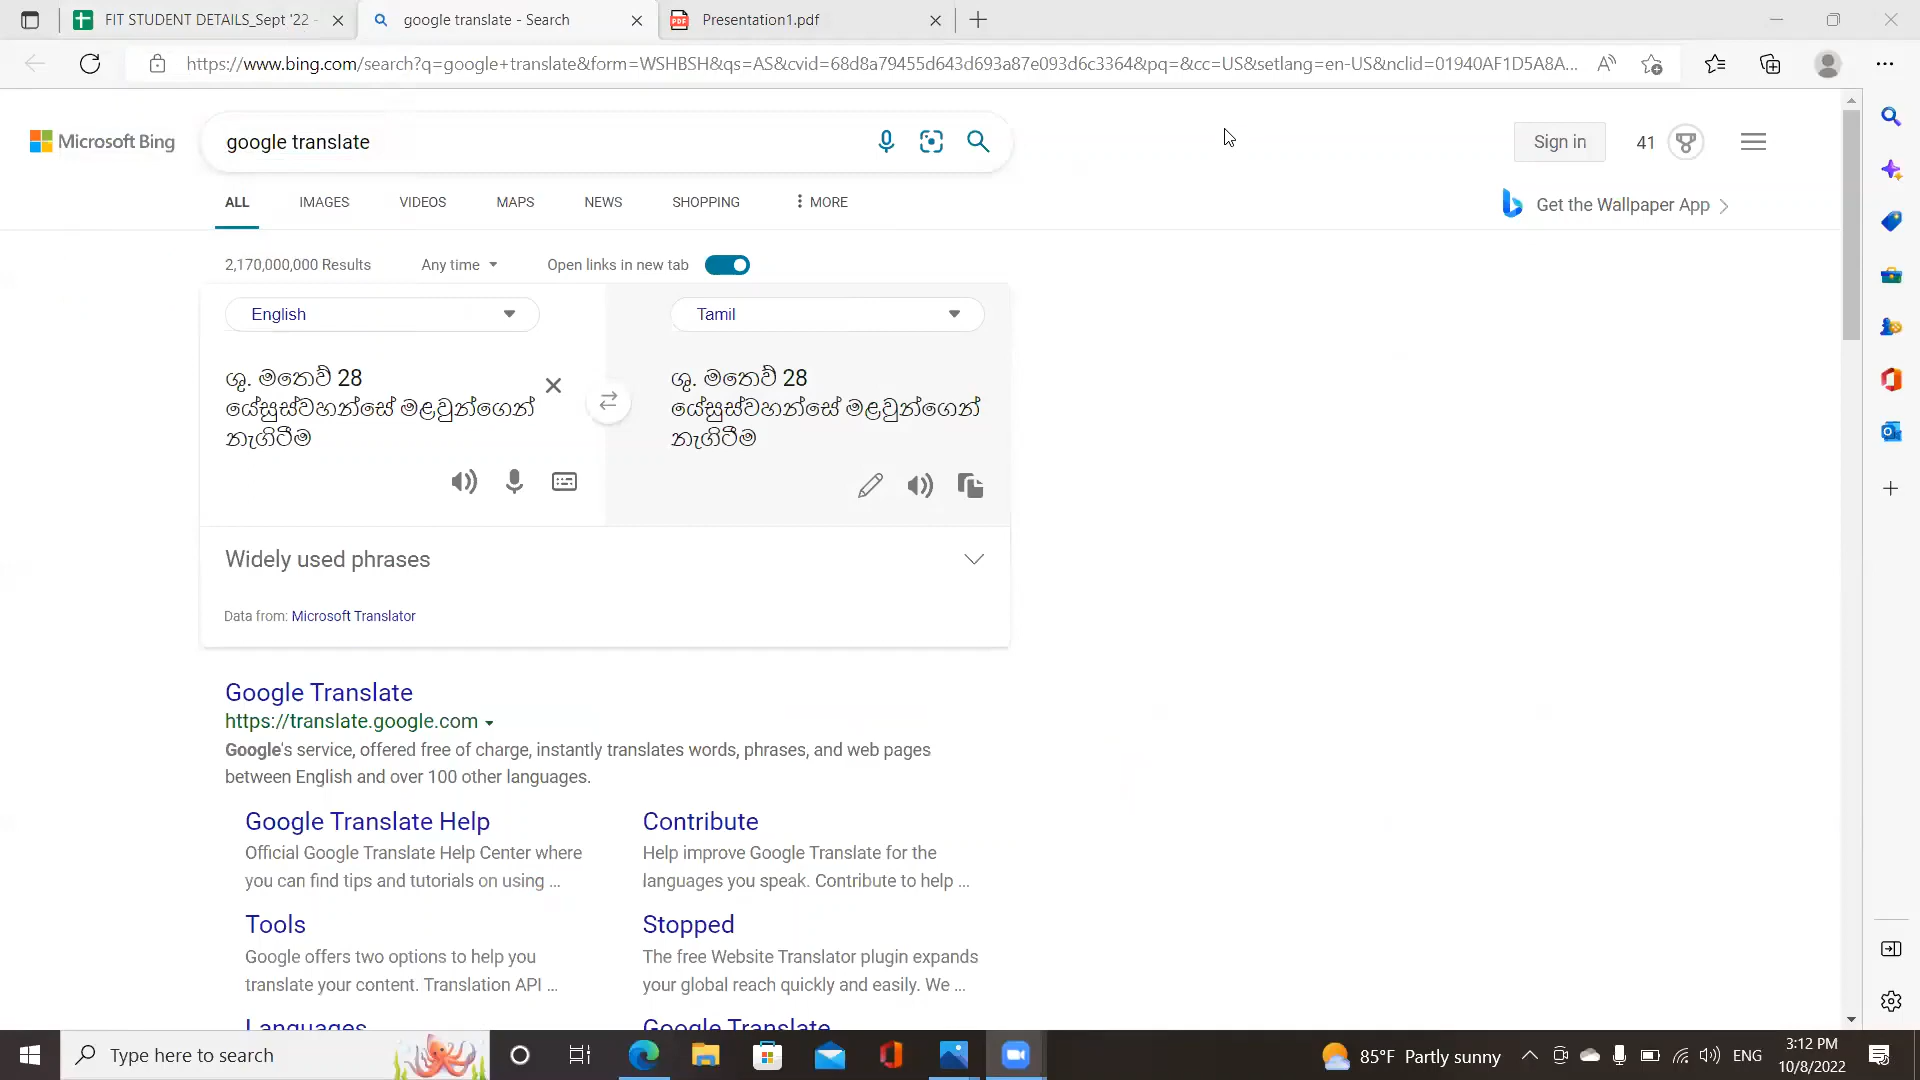 FIT STUDENT DETAILS_Sept '22 -
google translate - Search
Presentation1.pdf
https://www.bing.com/search?q=google+translate&form=WSHBSH&qs=AS&cvid=68d8a79455d643d693a87e093d6c3364&pq=&cc=US&setlang=en-US&nclid=01940AF1D5A8A...
Microsoft Bing
google translate
Sign in
41
ALL IMAGES VIDEOS MAPS NEWS SHOPPING MORE
Get the Wallpaper App
2,170,000,000 Results Any time Open links in new tab
English
ශු. මතෙව් 28
යේසුස්වහන්සේ මළවුන්ගෙන්
නැගිටීම
Tamil
ශු. මතෙව් 28
යේසුස්වහන්සේ මළවුන්ගෙන්
නැගිටීම
Widely used phrases
Data from: Microsoft Translator
Google Translate
https://translate.google.com
Google's service, offered free of charge, instantly translates words, phrases, and web pages
between English and over 100 other languages.
Google Translate Help
Official Google Translate Help Center where
you can find tips and tutorials on using ...
Contribute
Help improve Google Translate for the
languages you speak. Contribute to help ...
Tools
Google offers two options to help you
translate your content. Translation API ...
Stopped
The free Website Translator plugin expands
your global reach quickly and easily. We ...
Languages
Google Translate
Type here to search
85°F Partly sunny
ENG
3:12 PM
10/8/2022